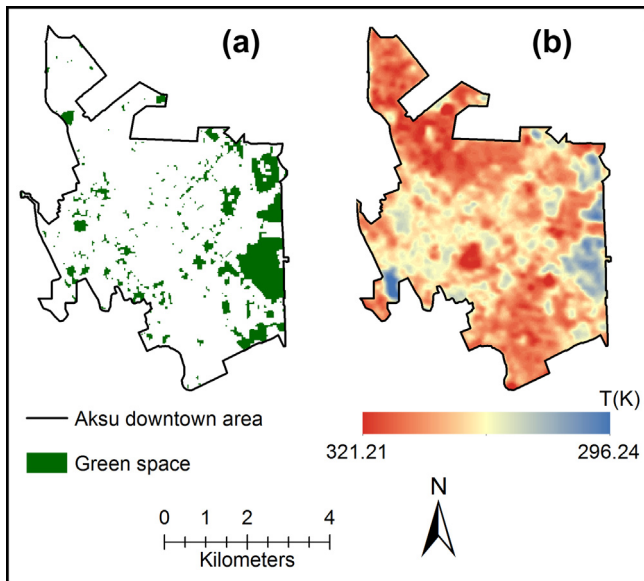 (a) (b)
T(K)
Aksu downtown area
321.21 296.24
Green space
N
0 1 2 4
Kilometers